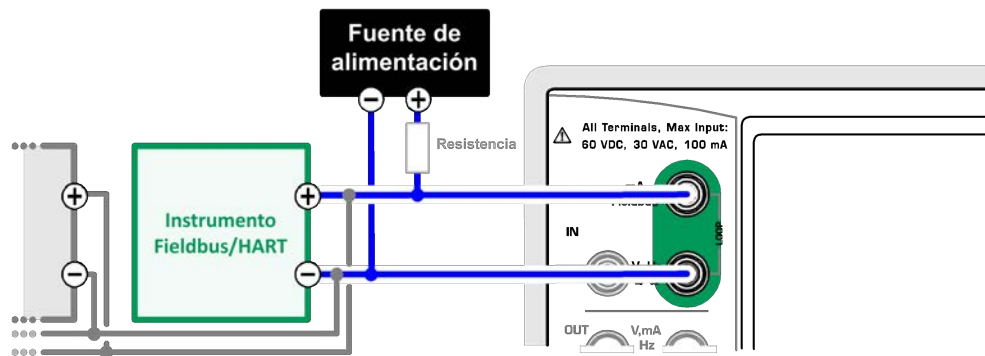 Fuente de
alimentación
Resistencia
All Terminals, Max Input:
60 VDC, 30 VAC, 100 mA
Instrumento
Fieldbus/HART
LOOP
IN
OUT
V,mA
Hz